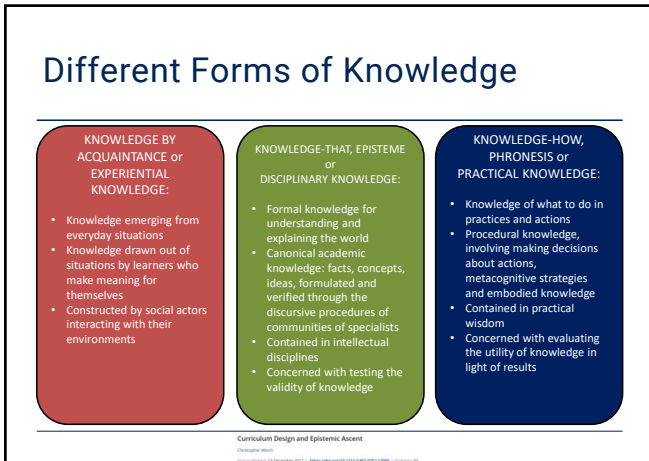 Different Forms of Knowledge
KNOWLEDGE BY
ACQUAINTANCE or
EXPERIENTIAL
KNOWLEDGE:
• Knowledge emerging from
everyday situations
• Knowledge drawn out of
situations by learners who
make meaning for
themselves
• Constructed by social actors
interacting with their
environments
KNOWLEDGE-THAT, EPISTEME
or
DISCIPLINARY KNOWLEDGE:
• Formal knowledge for
understanding and
explaining the world
• Canonical academic
knowledge: facts, concepts,
ideas, formulated and
verified through the
discursive procedures of
communities of specialists
• Contained in intellectual
disciplines
• Concerned with testing the
validity of knowledge
KNOWLEDGE-HOW,
PHRONESIS or
PRACTICAL KNOWLEDGE:
• Knowledge of what to do in
practices and actions
• Procedural knowledge,
involving making decisions
about actions,
metacognitive strategies
and embodied knowledge
• Contained in practical
wisdom
• Concerned with evaluating
the utility of knowledge in
light of results
Curriculum Design and Epistemic Ascent
Christopher Winch